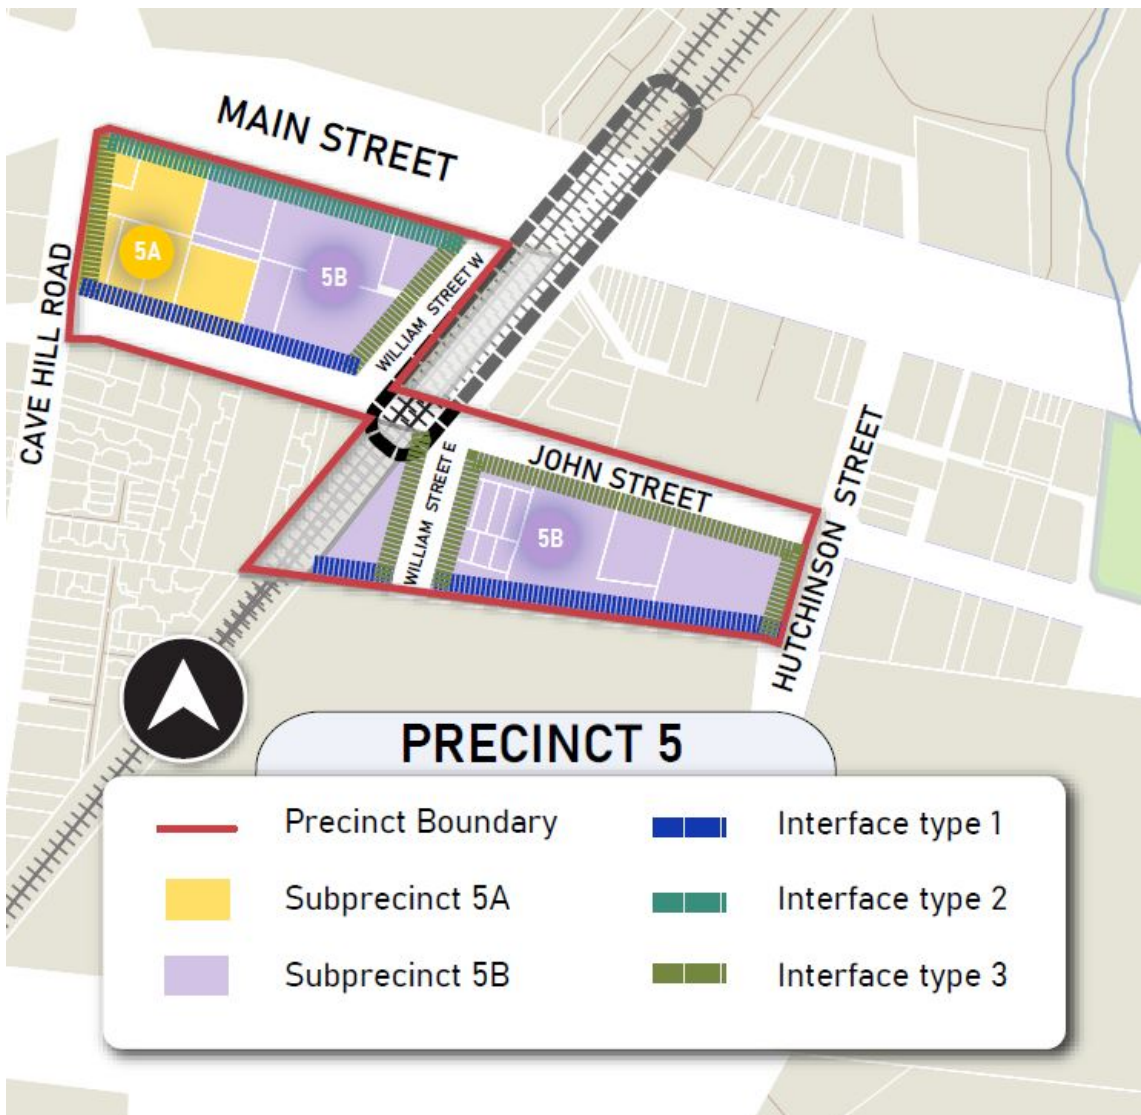 MAIN STREET
5A
5B
CAVE HILL ROAD
WILLIAM STREET W
JOHN STREET
WILLIAM STREET E
5B
HUTCHINSON STREET
PRECINCT 5
Precinct Boundary
Interface type 1
Subprecinct 5A
Interface type 2
Subprecinct 5B
Interface type 3